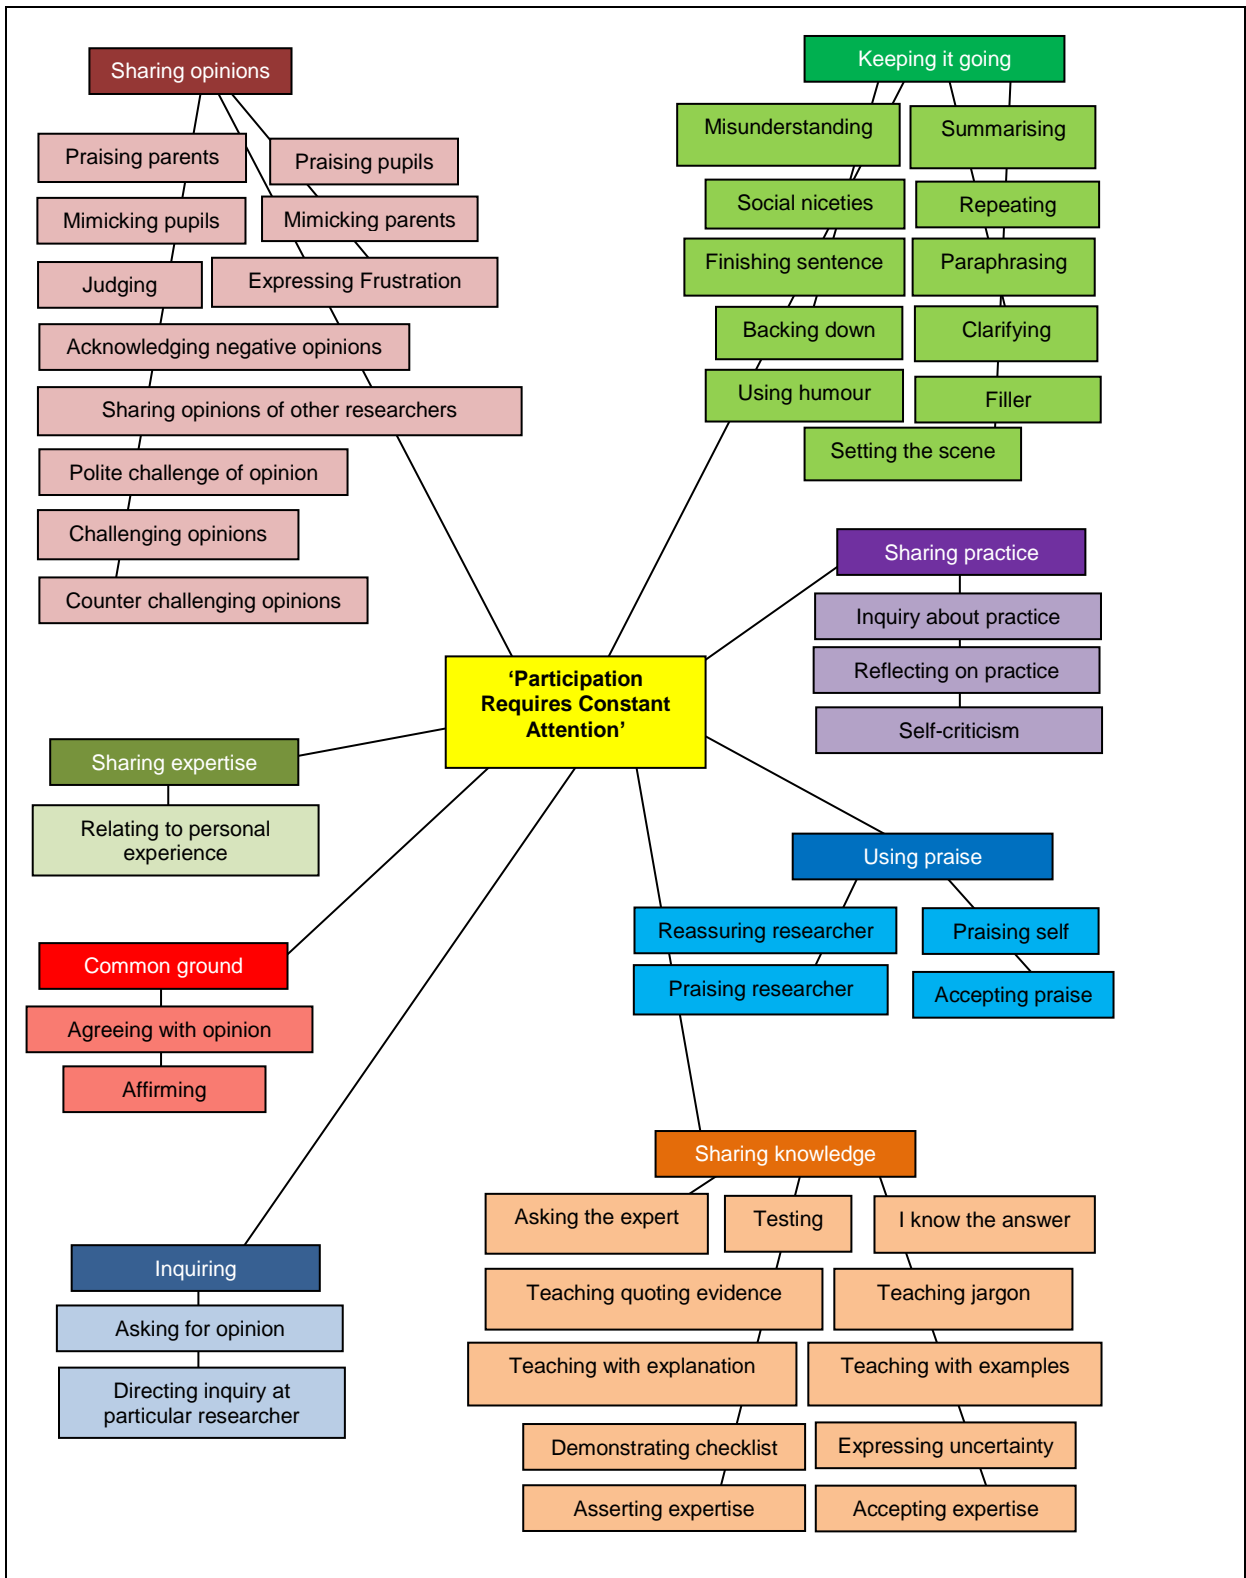 Sharing opinions
Praising parents
Praising pupils
Mimicking pupils
Mimicking parents
Judging
Expressing Frustration
Acknowledging negative opinions
Sharing opinions of other researchers
Polite challenge of opinion
Challenging opinions
Counter challenging opinions
Keeping it going
Misunderstanding
Summarising
Social niceties
Repeating
Finishing sentence
Paraphrasing
Backing down
Clarifying
Using humour
Filler
Setting the scene
Sharing practice
Inquiry about practice
Reflecting on practice
Self-criticism
‘Participation
Requires Constant
Attention’
Sharing expertise
Relating to personal
experience
Using praise
Reassuring researcher
Praising self
Praising researcher
Accepting praise
Common ground
Agreeing with opinion
Affirming
Sharing knowledge
Asking the expert
Testing
I know the answer
Teaching quoting evidence
Teaching jargon
Teaching with explanation
Teaching with examples
Demonstrating checklist
Expressing uncertainty
Asserting expertise
Accepting expertise
Inquiring
Asking for opinion
Directing inquiry at
particular researcher